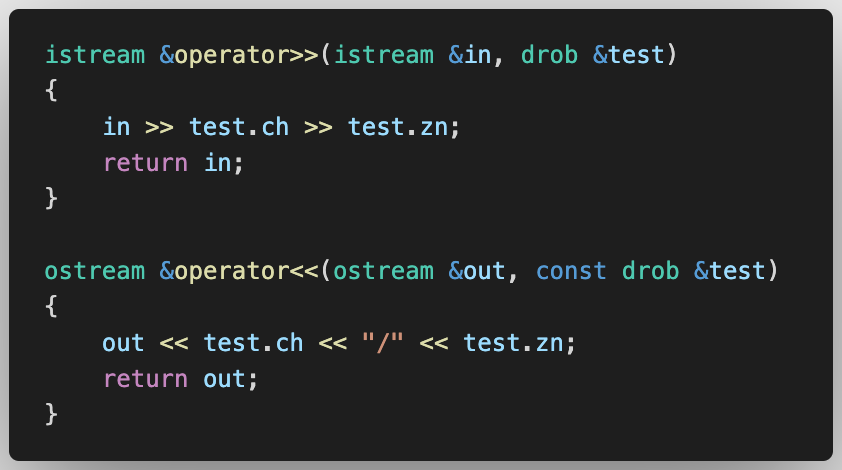 istream &operator>>(istream &in, drob &test)
{
    in >> test.ch >> test.zn;
    return in;
}
ostream &operator<<(ostream &out, const drob &test)
{
    out << test.ch << "/" << test.zn;
    return out;
}